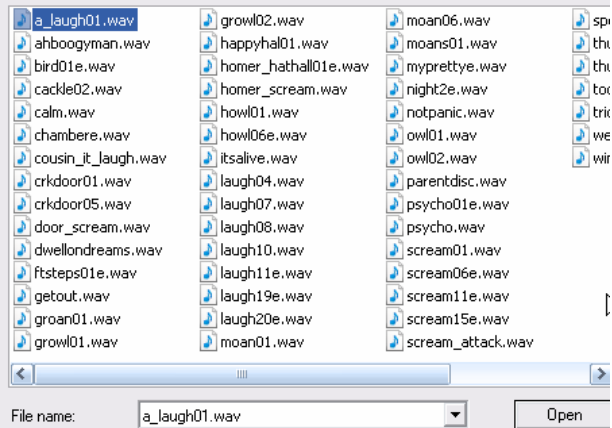 a_laugh01.wav
ahboogyman.wav
bird01e.wav
cackle02.wav
calm.wav
chambere.wav
cousin_it_laugh.wav
crkdoor01.wav
crkdoor05.wav
door_scream.wav
dwellondreams.wav
ftsteps01e.wav
getout.wav
groan01.wav
growl01.wav
growl02.wav
happyhal01.wav
homer_hathall01e.wav
homer_scream.wav
howl01.wav
howl06e.wav
itsalive.wav
laugh04.wav
laugh07.wav
laugh08.wav
laugh10.wav
laugh11e.wav
laugh19e.wav
laugh20e.wav
moan01.wav
moan06.wav
moans01.wav
myprettye.wav
night2e.wav
notpanic.wav
owl01.wav
owl02.wav
parentdisc.wav
psycho01e.wav
psycho.wav
scream01.wav
scream06e.wav
scream11e.wav
scream15e.wav
scream_attack.wav
File name: a_laugh01.wav Open